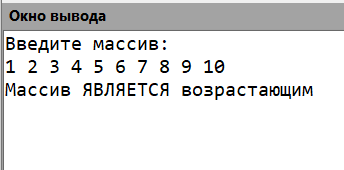 Окно вывода
Введите массив:
1 2 3 4 5 6 7 8 9 10
Массив ЯВЛЯЕТСЯ возрастающим